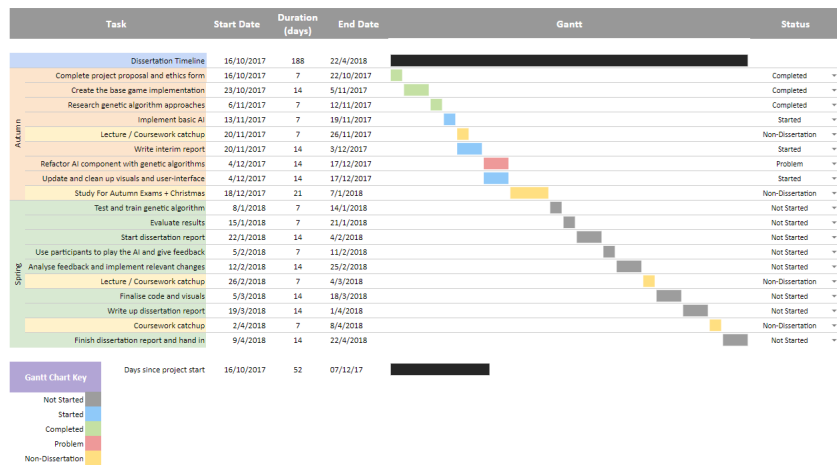 Task Start Date Duration (days) End Date Gantt Status
Dissertation Timeline 16/10/2017 188 22/4/2018
Autumn
Complete project proposal and ethics form 16/10/2017 7 22/10/2017 Completed
Create the base game implementation 23/10/2017 14 5/11/2017 Completed
Research genetic algorithm approaches 6/11/2017 7 12/11/2017 Completed
Implement basic AI 13/11/2017 7 19/11/2017 Started
Lecture / Coursework catchup 20/11/2017 7 26/11/2017 Non-Dissertation
Write interim report 20/11/2017 14 3/12/2017 Started
Refactor AI component with genetic algorithms 4/12/2017 14 17/12/2017 Problem
Update and clean up visuals and user-interface 4/12/2017 14 17/12/2017 Started
Study For Autumn Exams + Christmas 18/12/2017 21 7/1/2018 Non-Dissertation
Spring
Test and train genetic algorithm 8/1/2018 7 14/1/2018 Not Started
Evaluate results 15/1/2018 7 21/1/2018 Not Started
Start dissertation report 22/1/2018 14 4/2/2018 Not Started
Use participants to play the AI and give feedback 5/2/2018 7 11/2/2018 Not Started
Analyse feedback and implement relevant changes 12/2/2018 14 25/2/2018 Not Started
Lecture / Coursework catchup 26/2/2018 7 4/3/2018 Non-Dissertation
Finalise code and visuals 5/3/2018 14 18/3/2018 Not Started
Write up dissertation report 19/3/2018 14 1/4/2018 Not Started
Coursework catchup 2/4/2018 7 8/4/2018 Non-Dissertation
Finish dissertation report and hand in 9/4/2018 14 22/4/2018 Not Started
Days since project start 16/10/2017 52 07/12/17
Gantt Chart Key
Not Started
Started
Completed
Problem
Non-Dissertation